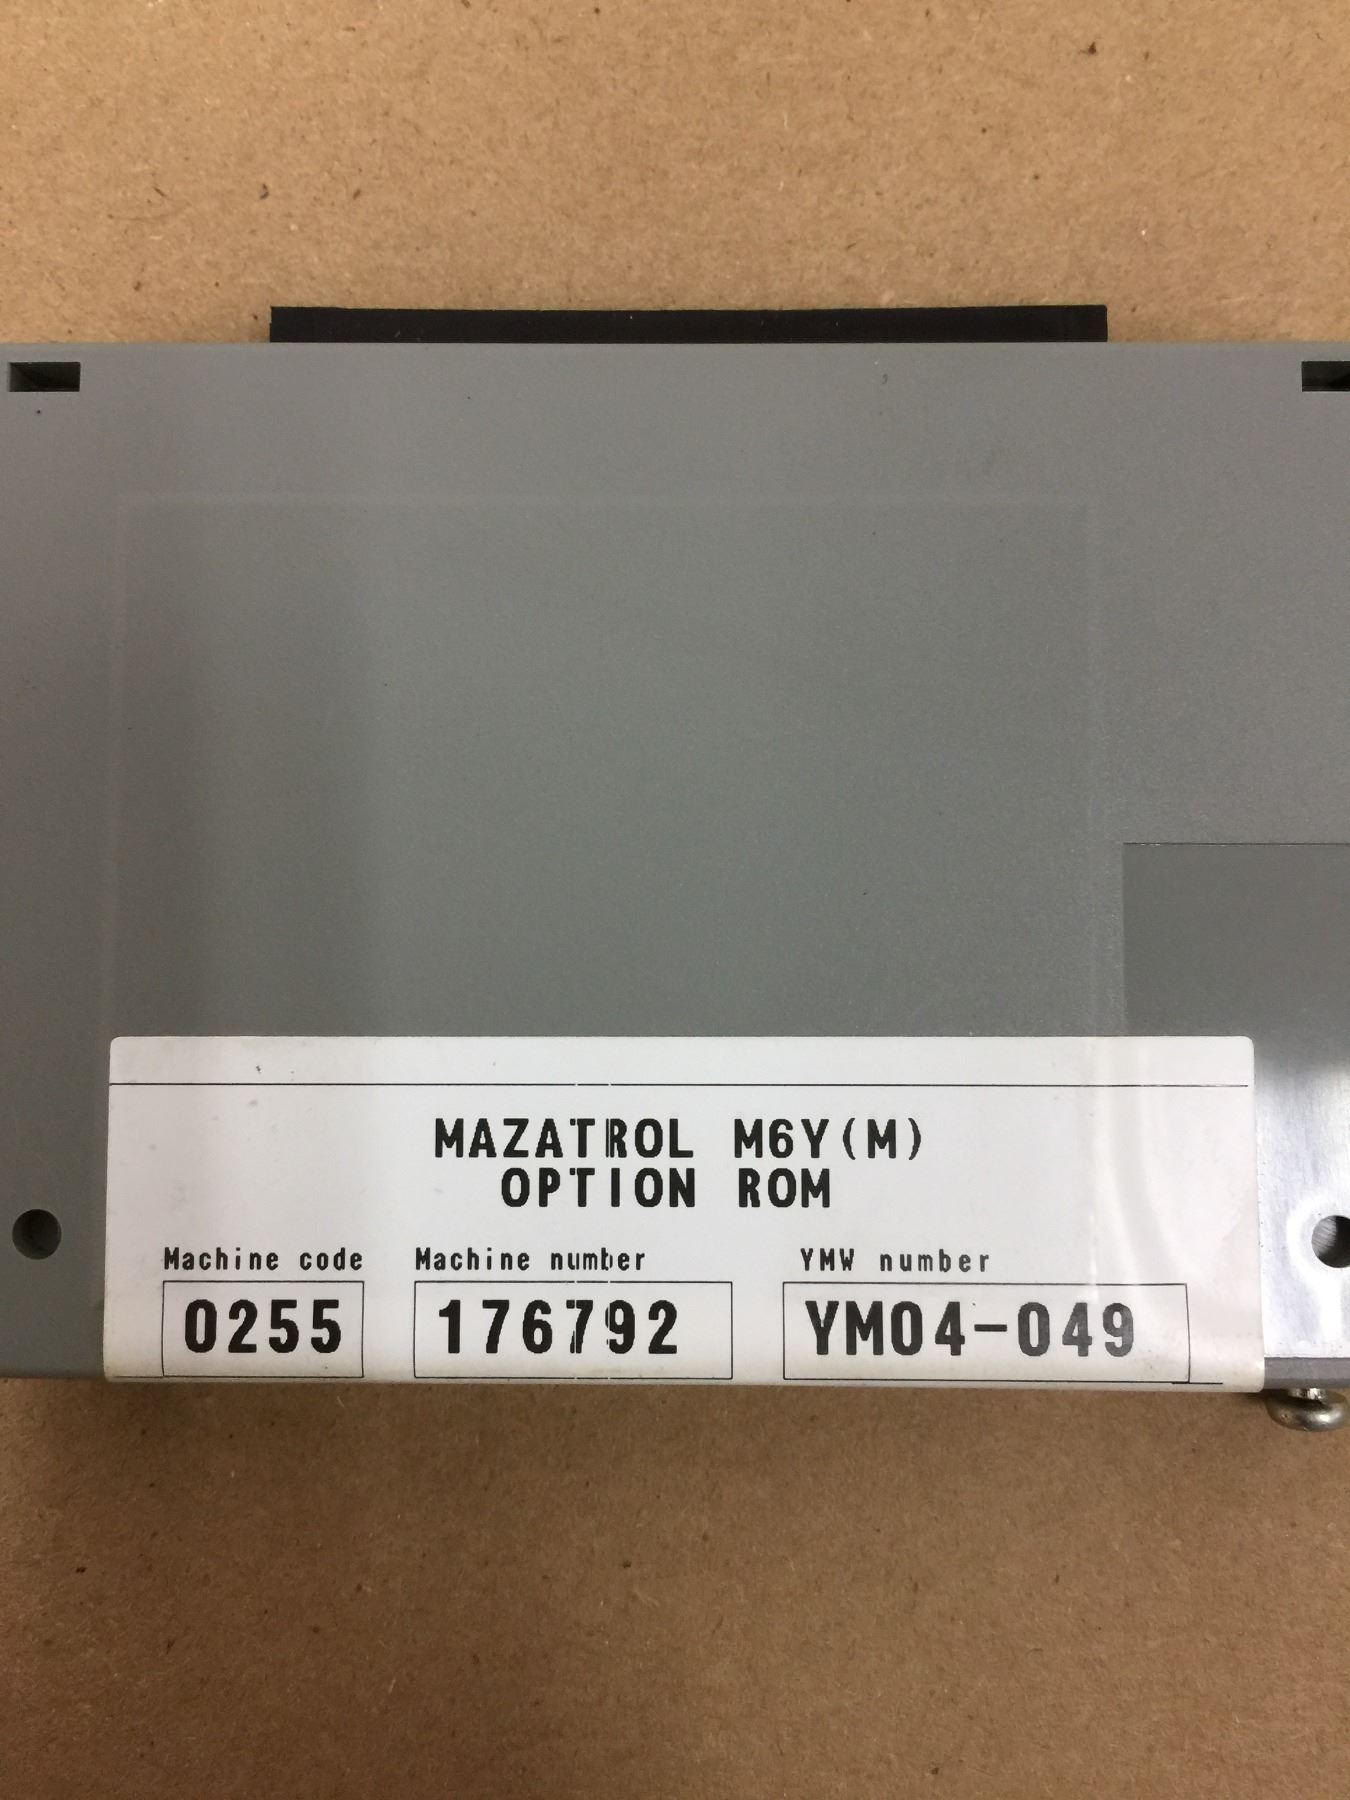 MAZATROL M6Y(M)
OPTION ROM
Machine code Machine number YMW number
0255 176792 YM04-049